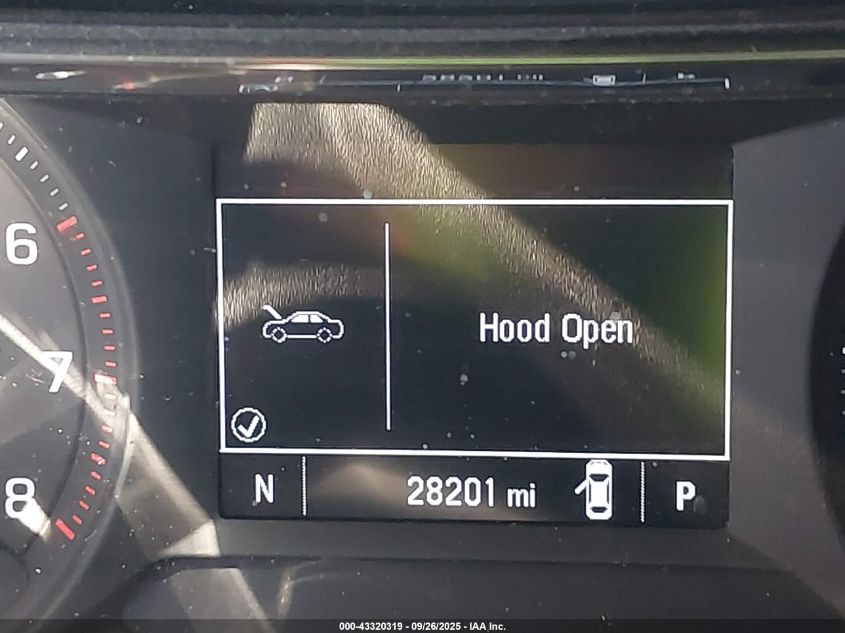 6
7
8
Hood Open
N 28201 mi P
000-43320319 - 09/26/2025 - IAA Inc.